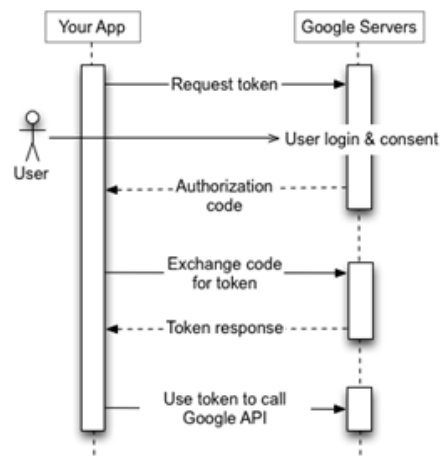 Your App
Google Servers
Request token
User login & consent
User
Authorization
code
Exchange code
for token
Token response
Use token to call
Google API